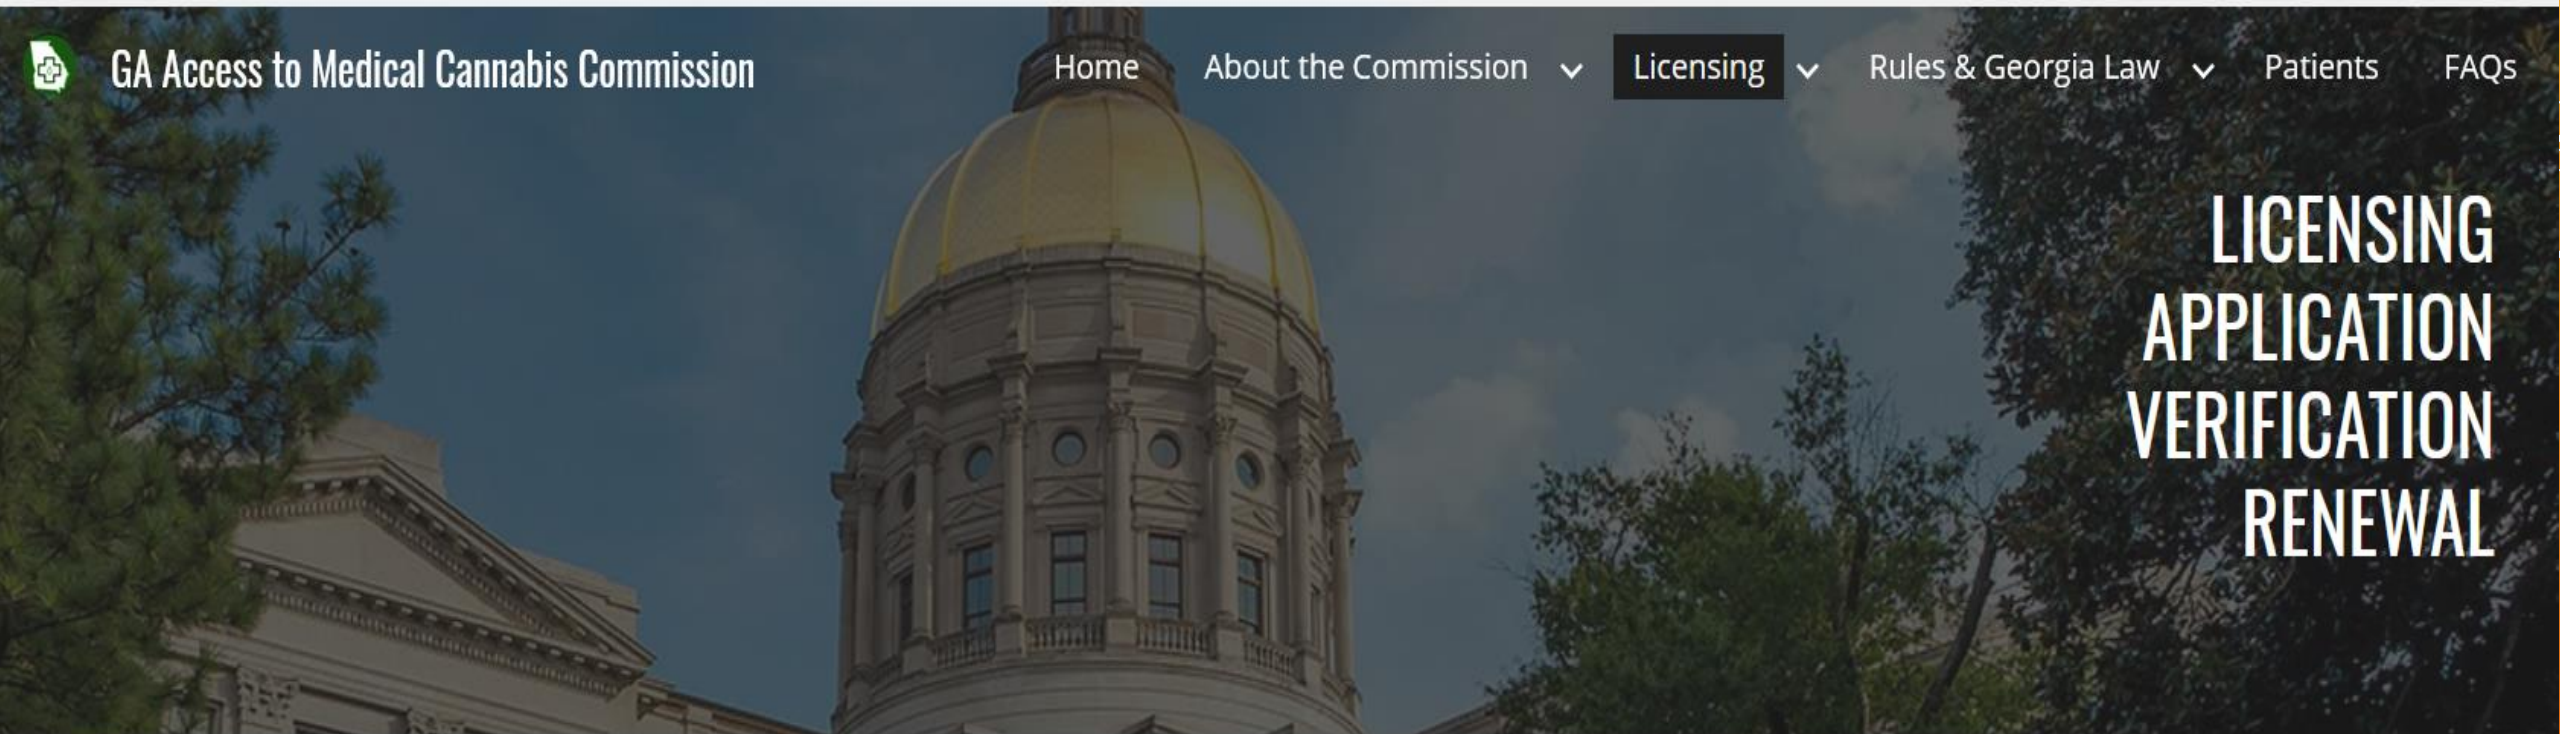 GA Access to Medical Cannabis Commission Home About the Commission Licensing Rules & Georgia Law Patients FAQs
LICENSING
APPLICATION
VERIFICATION
RENEWAL